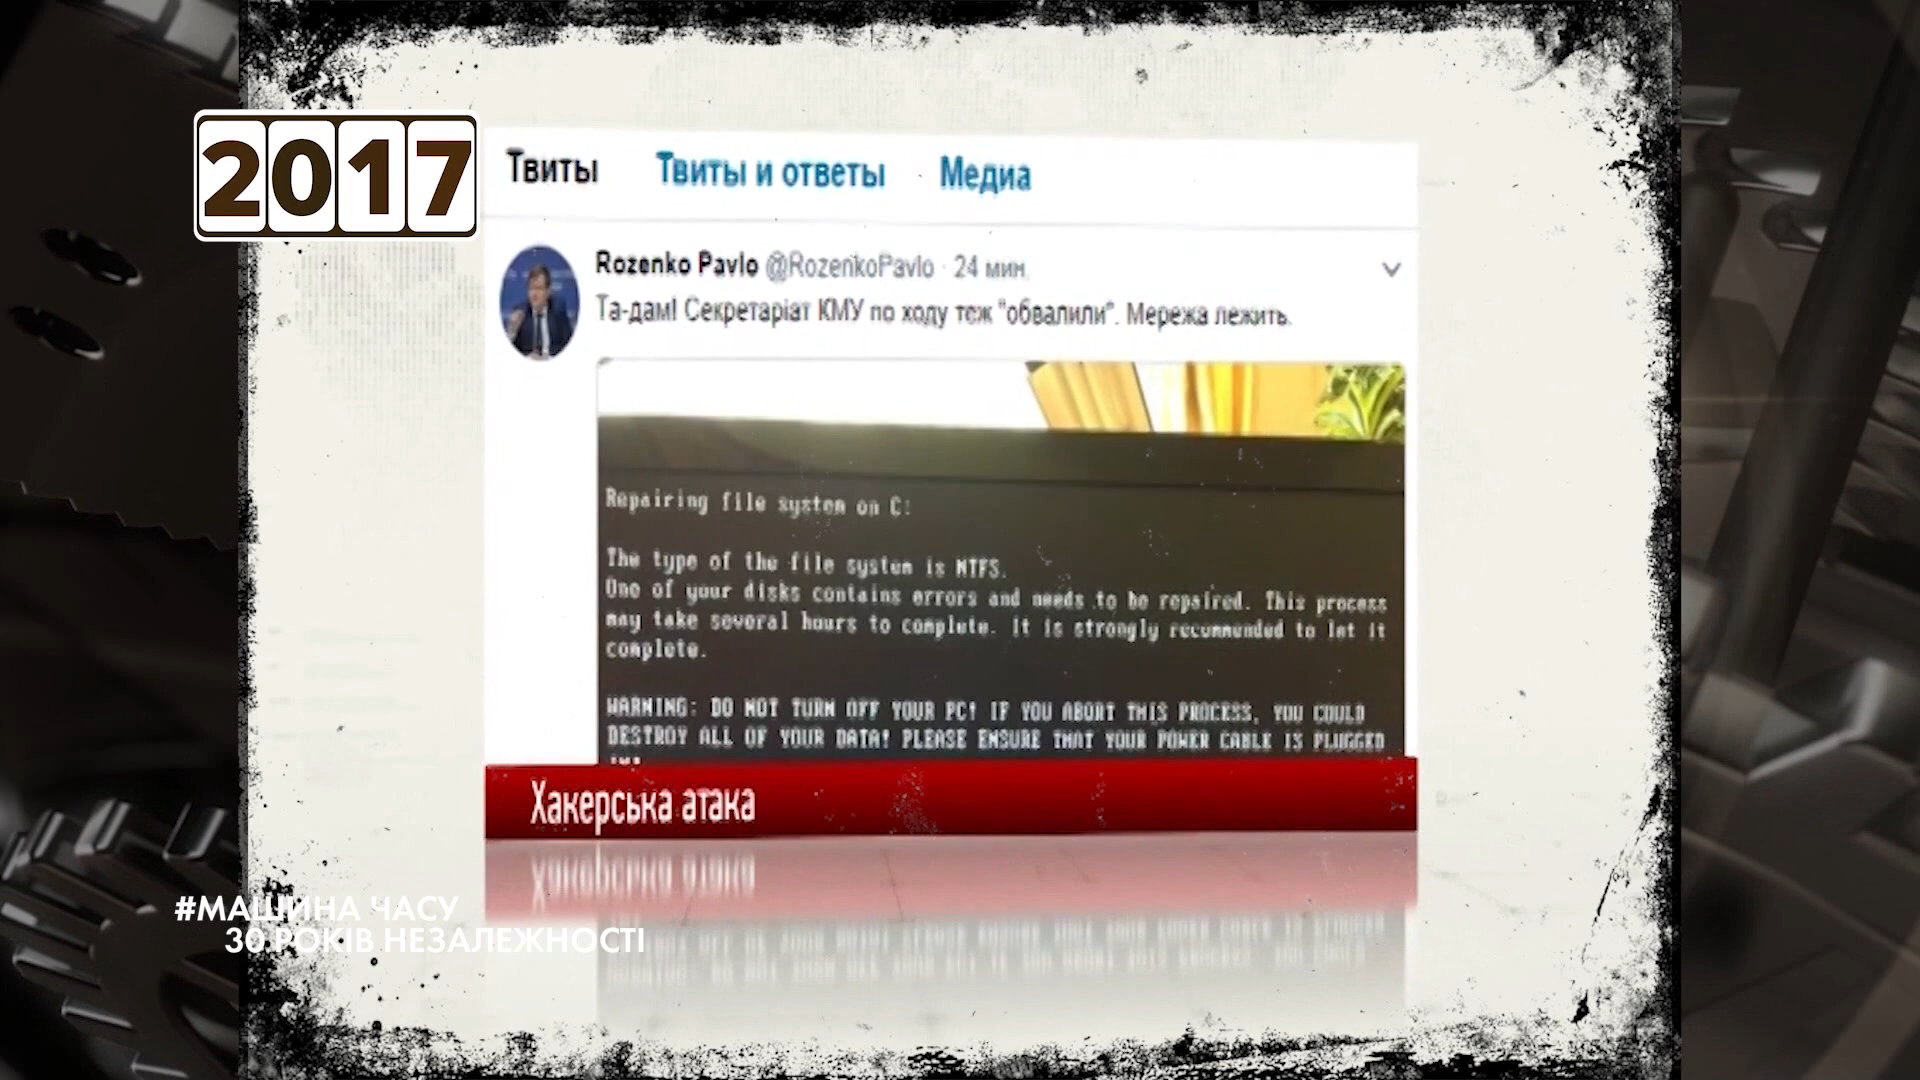 2017
Твиты Твиты и ответы Медиа
Rozenko Pavlo @RozenkoPavlo · 24 мин.
Та-дам! Секретаріат КМУ по ходу теж "обвалили". Мережа лежить.
Repairing file system on C:
The type of the file system is NTFS.
One of your disks contains errors and needs to be repaired. This process
may take several hours to complete. It is strongly recommended to let it
complete.
WARNING: DO NOT TURN OFF YOUR PC! IF YOU ABORT THIS PROCESS, YOU COULD
DESTROY ALL OF YOUR DATA! PLEASE ENSURE THAT YOUR POWER CABLE IS PLUGGED
Хакерська атака
#МАШИНА ЧАСУ
30 РОКІВ НЕЗАЛЕЖНОСТІ